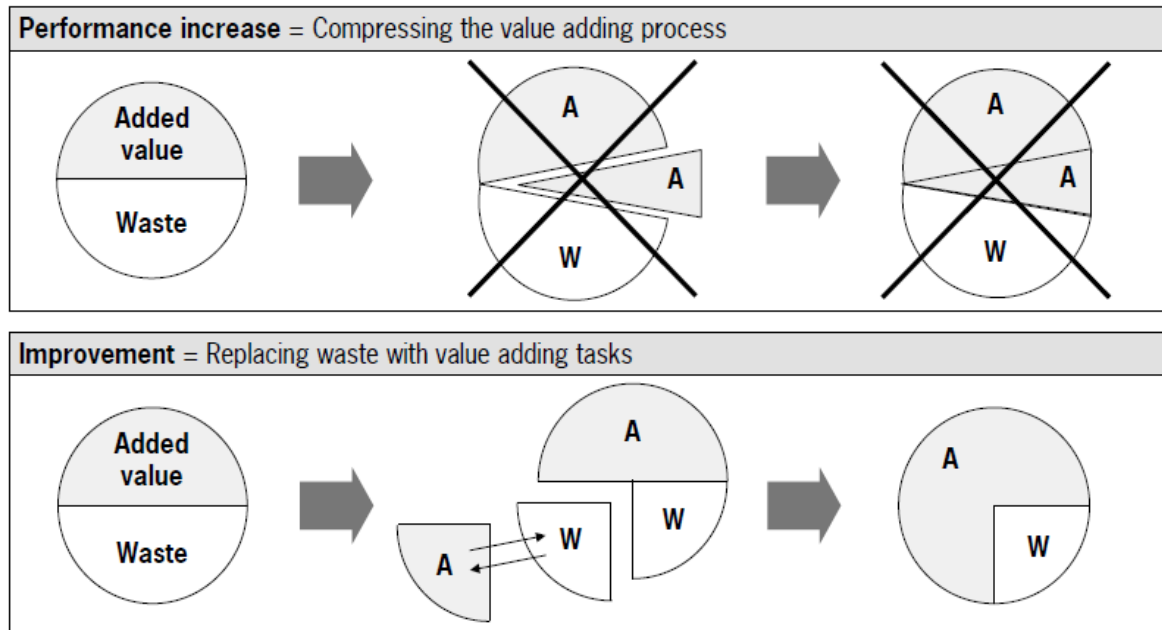 Performance increase = Compressing the value adding process
Added
value
Waste
A
A
W
A
A
W
Improvement = Replacing waste with value adding tasks
Added
value
Waste
A
W
A
W
A
W